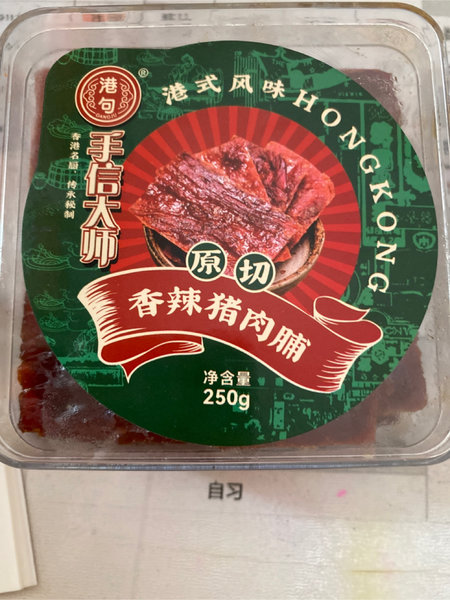 港句
GANGJU
®
手信大师
香港名厨·传承秘制
港式风味HONGKONG
原切
香辣猪肉脯
净含量
250g
自习